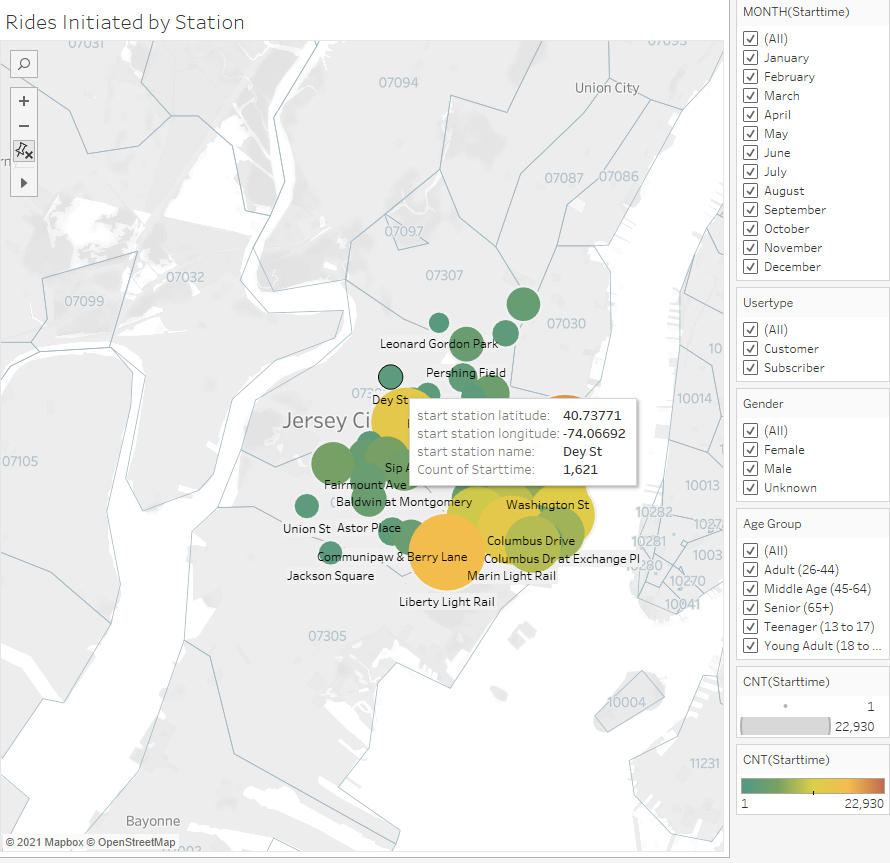 Rides Initiated by Station
07031
07093
07094
Union City
07087
07086
07097
07307
07032
07099
07030
Leonard Gordon Park
Pershing Field
Dey St
10014
Jersey Ci
start station latitude: 40.73771
start station longitude: -74.06692
start station name: Dey St
Count of Starttime: 1,621
07105
Sip A
Fairmount Ave
10013
Baldwin at Montgomery
Washington St
10282
Union St
Astor Place
Columbus Drive
10281
Communipaw & Berry Lane
Columbus Dr at Exchange Pl
1003
Jackson Square
Marin Light Rail
10270
Liberty Light Rail
10041
07305
10004
11231
Bayonne
© 2021 Mapbox © OpenStreetMap
MONTH(Starttime)
(All)
January
February
March
April
May
June
July
August
September
October
November
December
Usertype
(All)
Customer
Subscriber
Gender
(All)
Female
Male
Unknown
Age Group
(All)
Adult (26-44)
Middle Age (45-64)
Senior (65+)
Teenager (13 to 17)
Young Adult (18 to ...
CNT(Starttime)
1
22,930
CNT(Starttime)
1
22,930